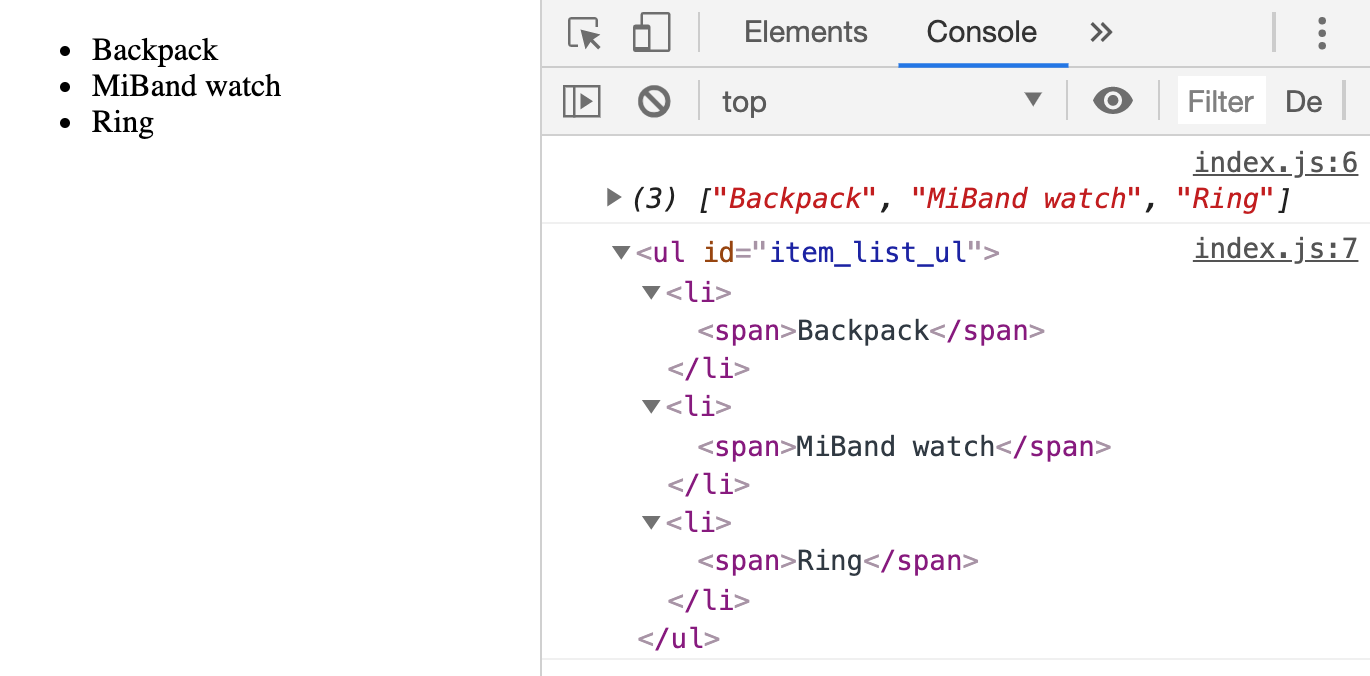 Backpack
MiBand watch
Ring
Elements Console
top Filter De
index.js:6
(3) ["Backpack", "MiBand watch", "Ring"]
<ul id="item_list_ul"> index.js:7
<li>
<span>Backpack</span>
</li>
<li>
<span>MiBand watch</span>
</li>
<li>
<span>Ring</span>
</li>
</ul>